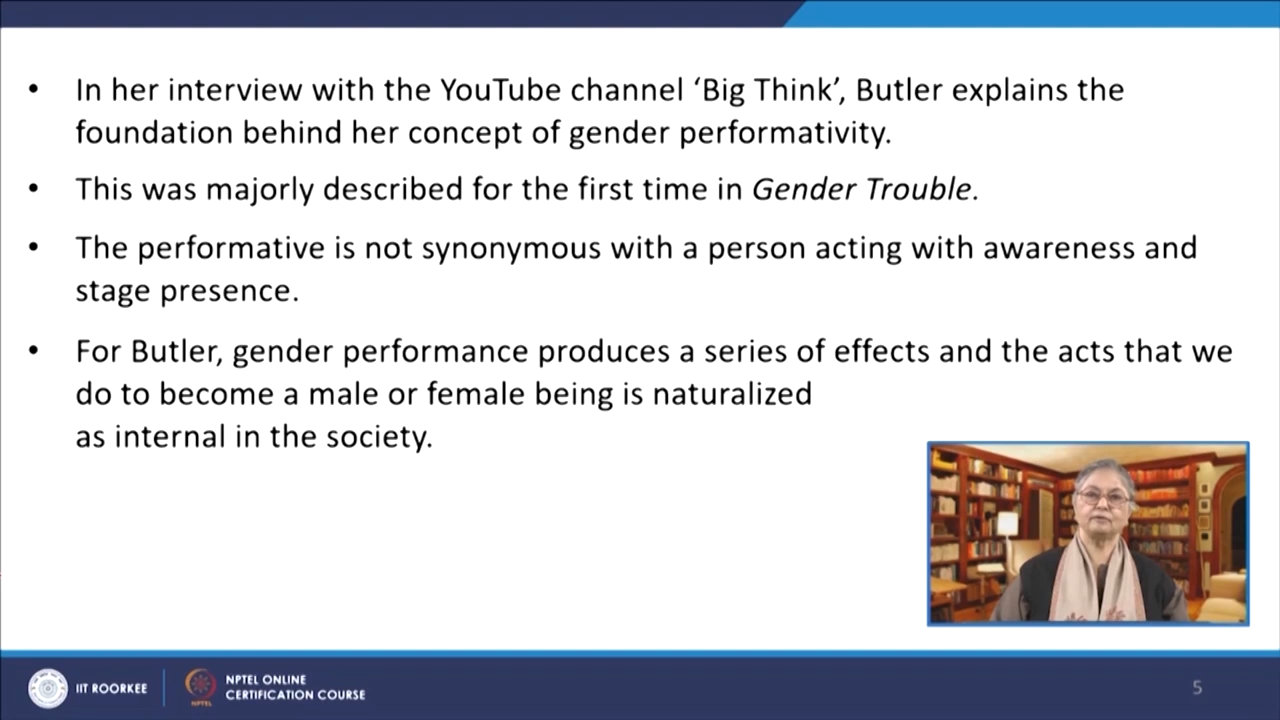 • In her interview with the YouTube channel ‘Big Think’, Butler explains the
foundation behind her concept of gender performativity.
• This was majorly described for the first time in Gender Trouble.
• The performative is not synonymous with a person acting with awareness and
stage presence.
• For Butler, gender performance produces a series of effects and the acts that we
do to become a male or female being is naturalized
as internal in the society.
IIT ROORKEE
NPTEL
NPTEL ONLINE
CERTIFICATION COURSE
5